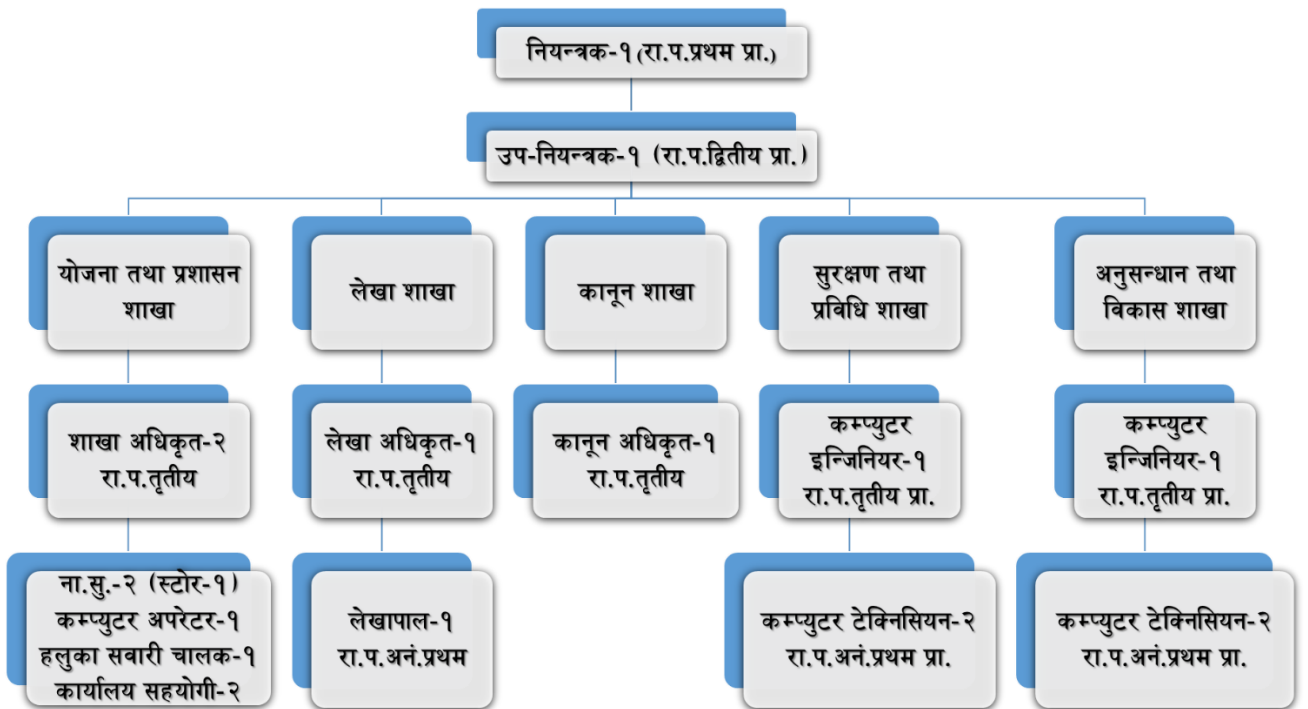 नियन्त्रक-१ (रा.प.प्रथम प्रा.)
उप-नियन्त्रक-१ (रा.प.द्वितीय प्रा.)
योजना तथा प्रशासन
शाखा
लेखा शाखा
कानून शाखा
सुरक्षण तथा
प्रविधि शाखा
अनुसन्धान तथा
विकास शाखा
शाखा अधिकृत-२
रा.प.तृतीय
लेखा अधिकृत-१
रा.प.तृतीय
कानून अधिकृत-१
रा.प.तृतीय
कम्प्युटर
इन्जिनियर-१
रा.प.तृतीय प्रा.
कम्प्युटर
इन्जिनियर-१
रा.प.तृतीय प्रा.
ना.सु.-२ (स्टोर-१)
कम्प्युटर अपरेटर-१
हलुका सवारी चालक-१
कार्यालय सहयोगी-२
लेखापाल-१
रा.प.अनं.प्रथम
कम्प्युटर टेक्निसियन-२
रा.प.अनं.प्रथम प्रा.
कम्प्युटर टेक्निसियन-२
रा.प.अनं.प्रथम प्रा.